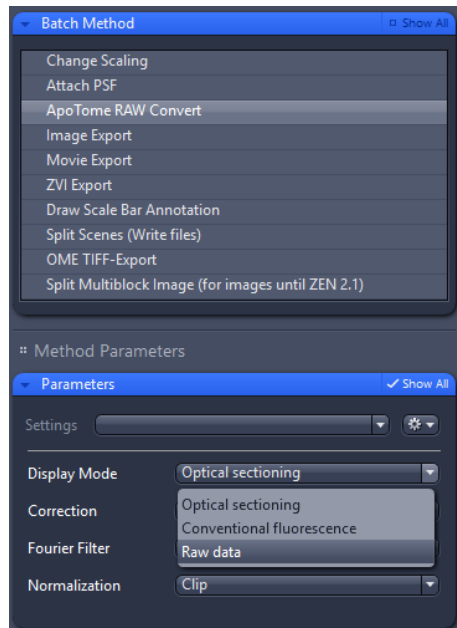 Batch Method
Show All
Change Scaling
Attach PSF
ApoTome RAW Convert
Image Export
Movie Export
ZVI Export
Draw Scale Bar Annotation
Split Scenes (Write files)
OME TIFF-Export
Split Multiblock Image (for images until ZEN 2.1)
Method Parameters
Parameters
Show All
Settings
Display Mode Optical sectioning
Correction
Optical sectioning
Conventional fluorescence
Fourier Filter
Raw data
Normalization Clip